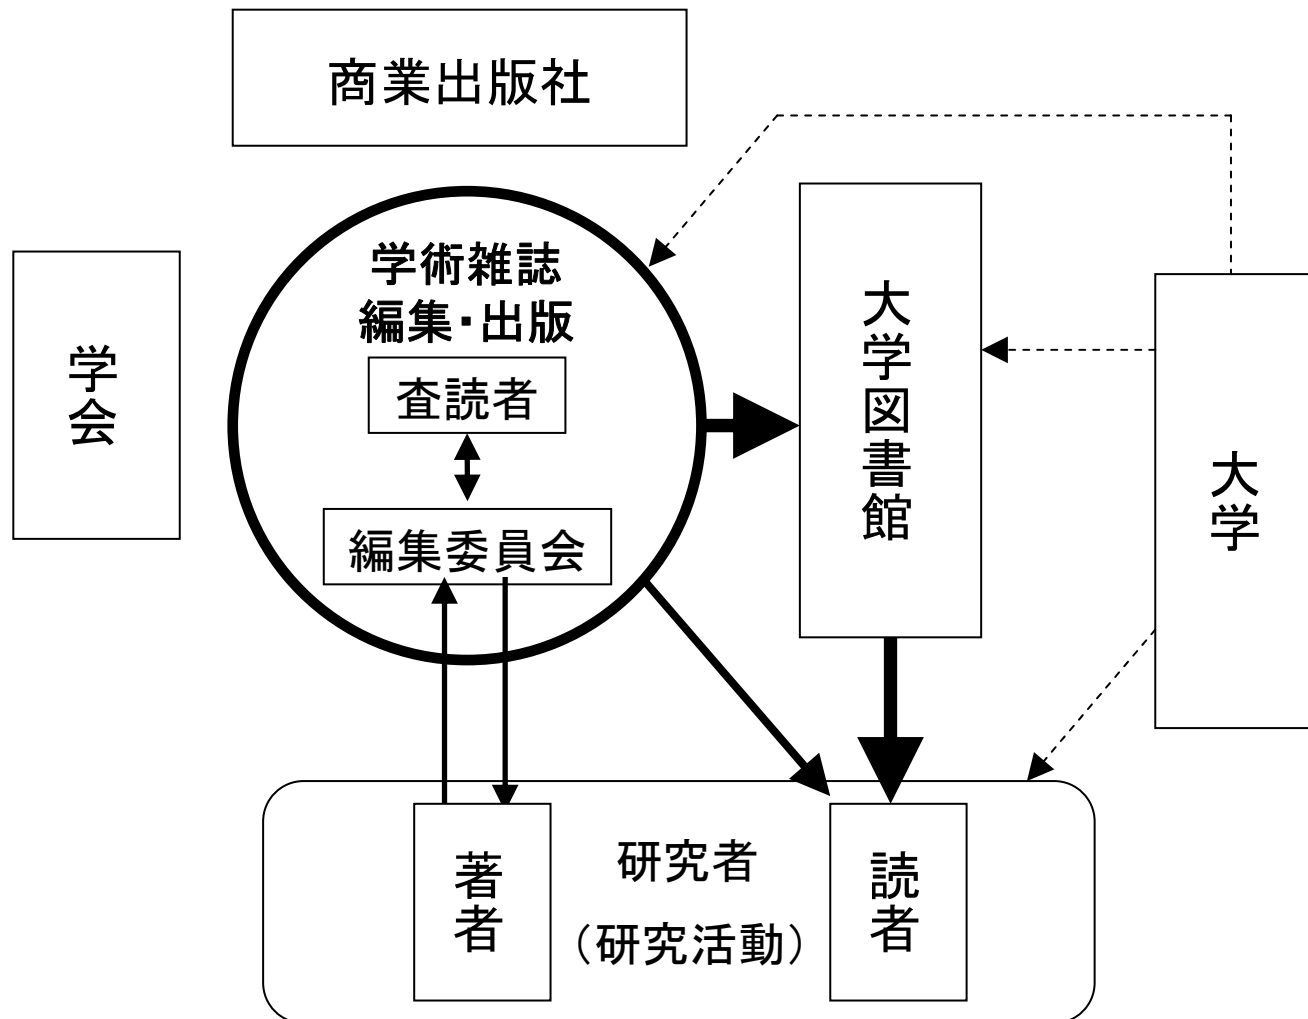 商業出版社
学術雑誌
編集・出版
査読者
編集委員会
学会
大学図書館
大学
著者
研究者
（研究活動）
読者